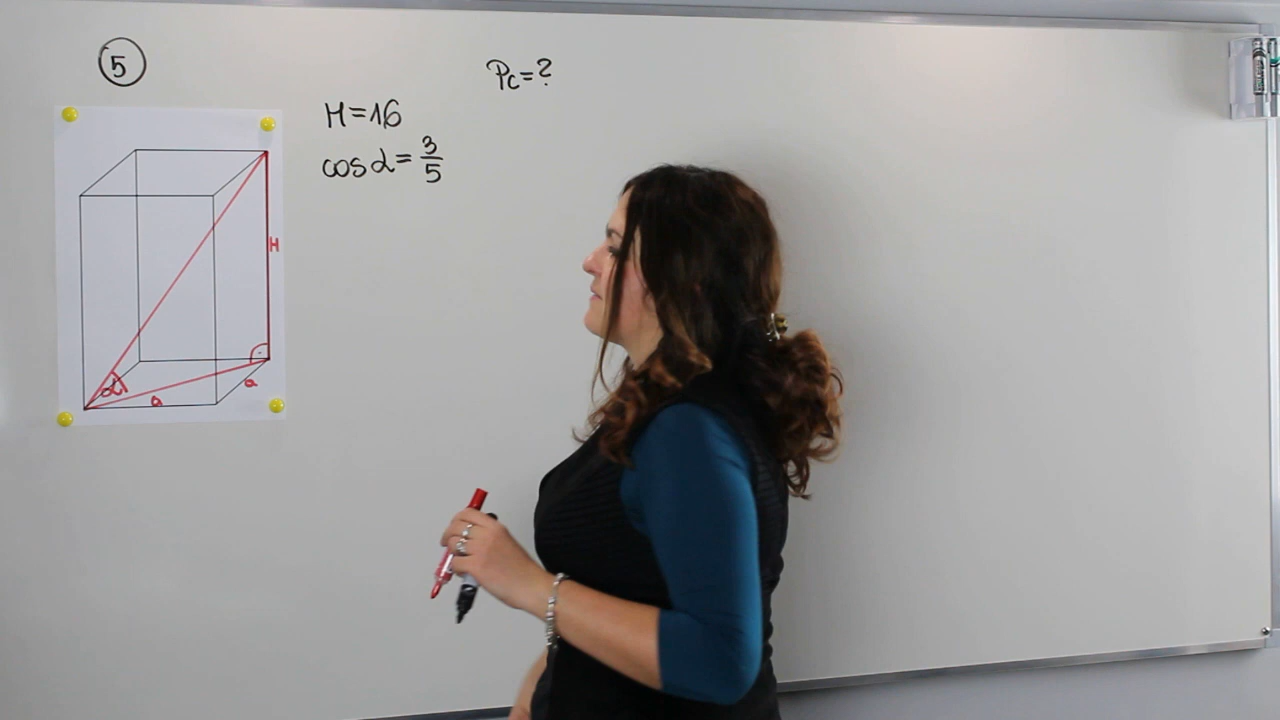 5
Pc=?
H=16
cos α = 3/5
H
α
a
a